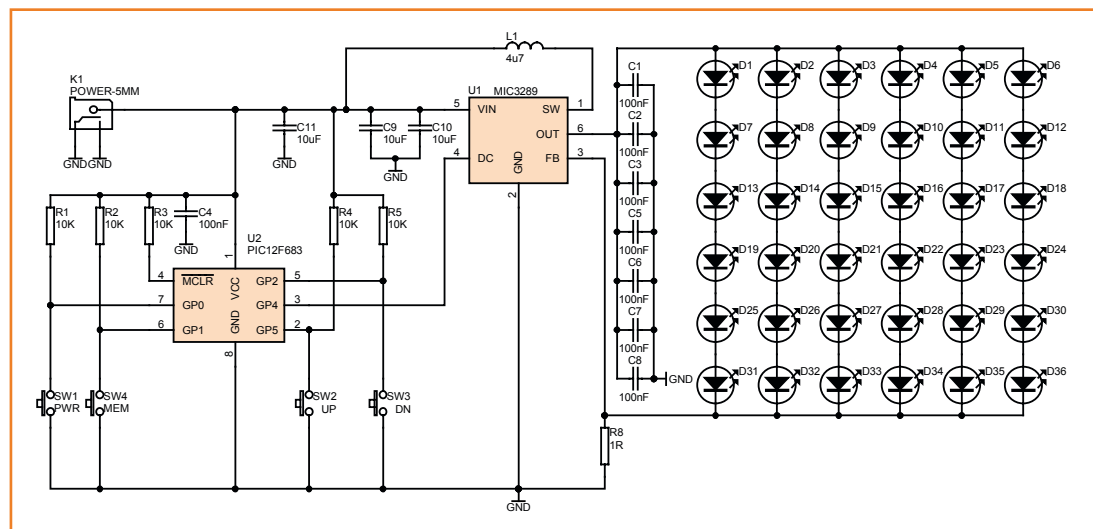 K1
POWER-5MM
GND GND
L1
4u7
U1 MIC3289
5 VIN SW 1
OUT 6
4 DC FB 3
GND
2
C11
10uF
GND
C9
10uF
C10
10uF
GND
R1
10K
R2
10K
R3
10K
C4
100nF
GND
R4
10K
R5
10K
U2
PIC12F683
1
4 MCLR VCC GP2 5
7 GP0 GP4 3
6 GP1 GND GP5 2
8
SW1
PWR
SW4
MEM
SW2
UP
SW3
DN
GND
R8
1R
C1
100nF
C2
100nF
C3
100nF
C5
100nF
C6
100nF
C7
100nF
C8
100nF
GND
D1 D2 D3 D4 D5 D6
D7 D8 D9 D10 D11 D12
D13 D14 D15 D16 D17 D18
D19 D20 D21 D22 D23 D24
D25 D26 D27 D28 D29 D30
D31 D32 D33 D34 D35 D36